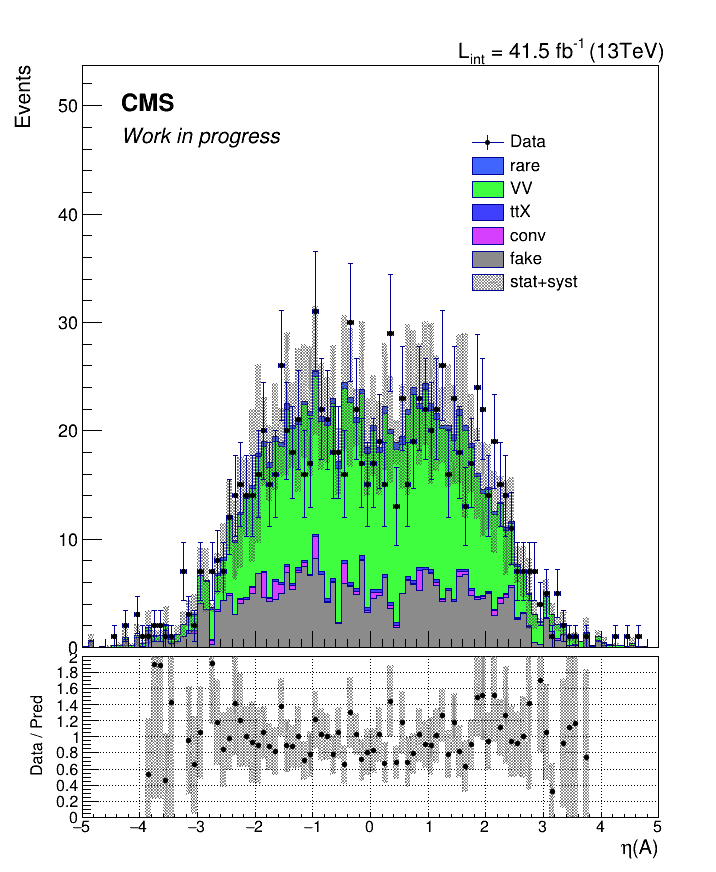 L_int = 41.5 fb^-1 (13TeV)
Events
CMS
Work in progress
Data
rare
VV
ttX
conv
fake
stat+syst
50
40
30
20
10
0
Data / Pred
2
1.8
1.6
1.4
1.2
1
0.8
0.6
0.4
0.2
0
−5 −4 −3 −2 −1 0 1 2 3 4 5
η(A)